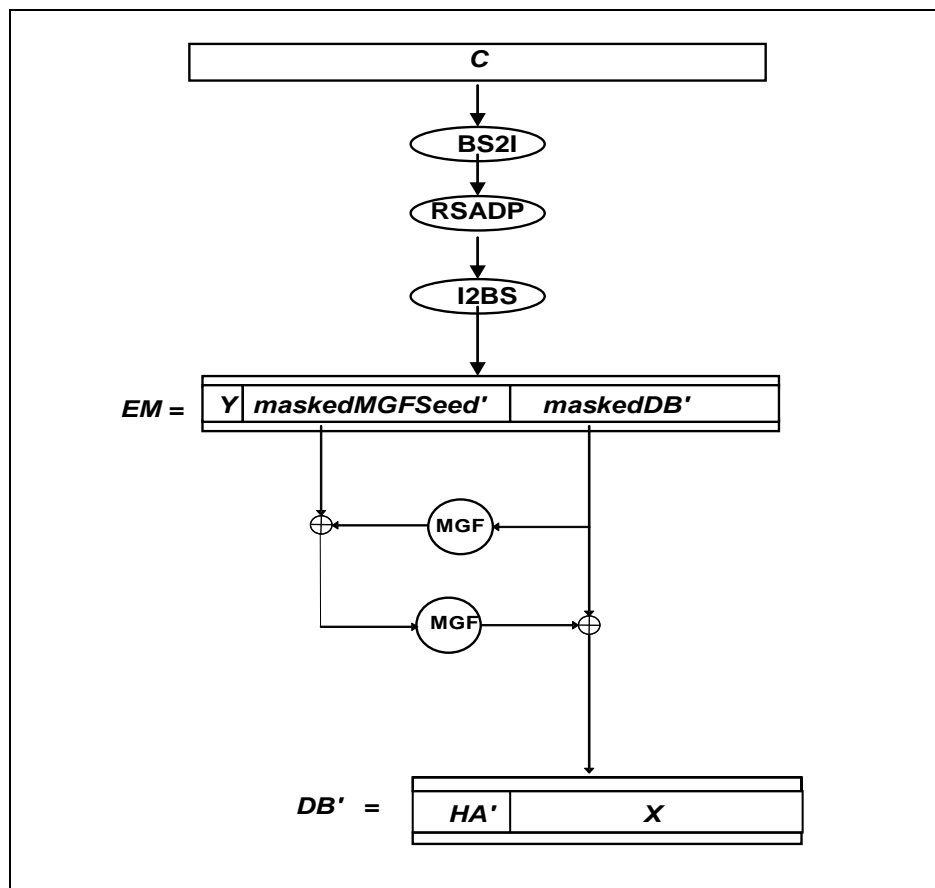 C
BS2I
RSADP
I2BS
EM = Y maskedMGFSeed' maskedDB'
MGF
MGF
DB' = HA' X